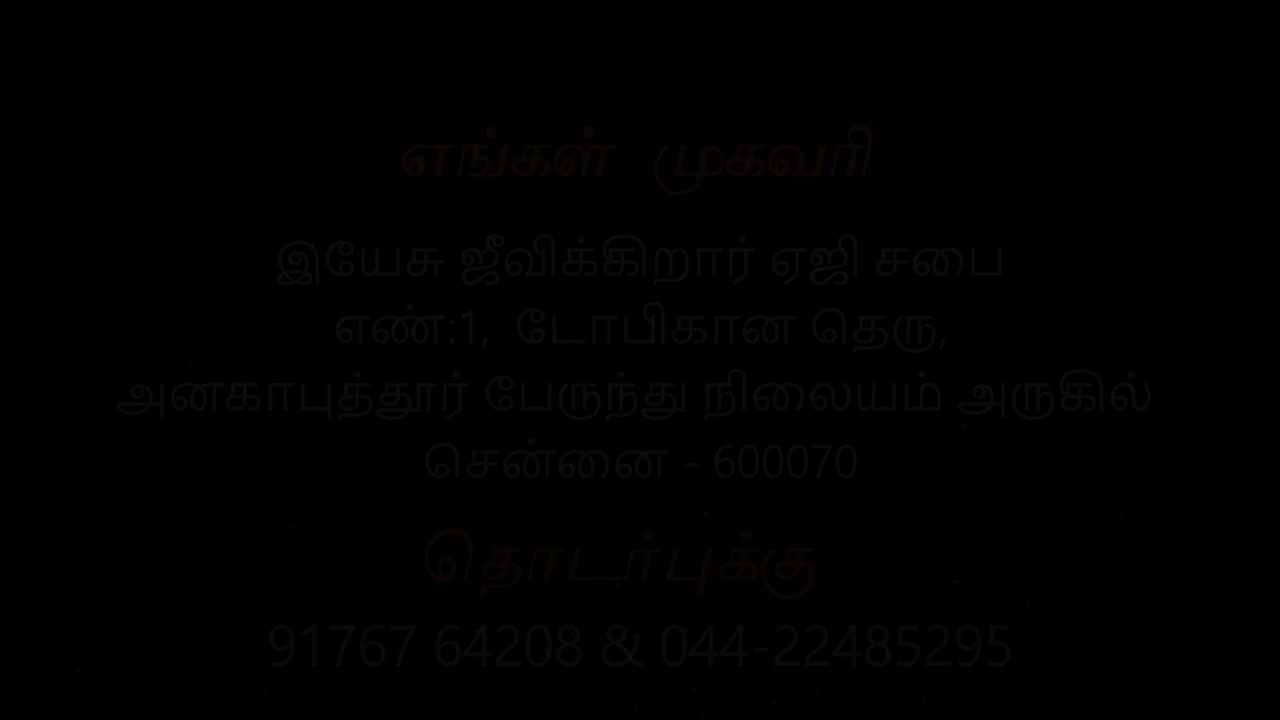 எங்கள் முகவரி
இயேசு ஜீவிக்கிறார் ஏஜி சபை
எண்:1, டோபிகான தெரு,
அனகாபுத்தூர் பேருந்து நிலையம் அருகில்
சென்னை - 600070
தொடர்புக்கு
91767 64208 & 044-22485295